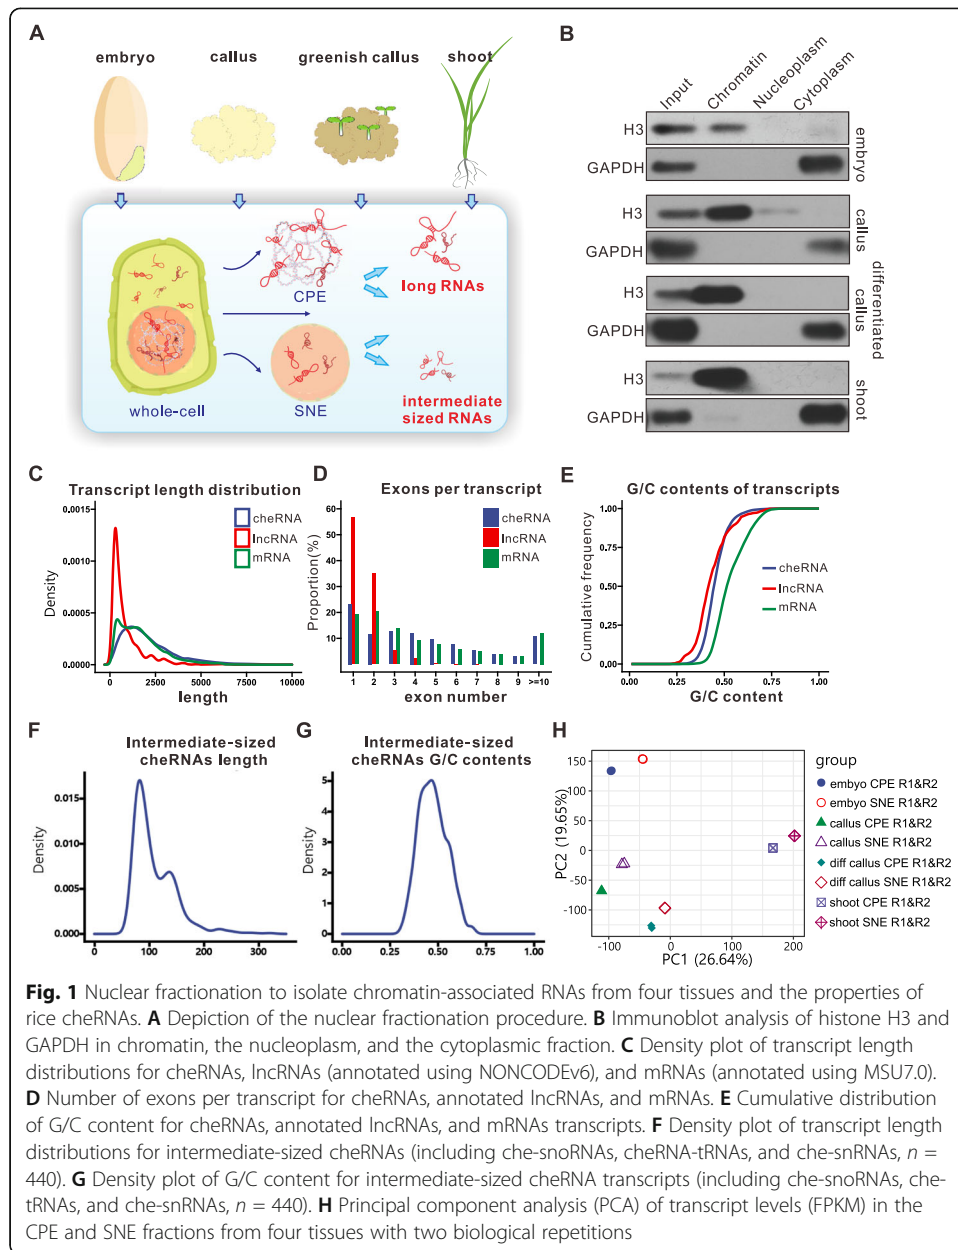 A
embryo
callus
greenish callus
shoot
CPE
long RNAs
whole-cell
SNE
intermediate
sized RNAs
B
Input
Chromatin
Nucleoplasm
Cytoplasm
H3
GAPDH
embryo
H3
GAPDH
callus
H3
GAPDH
differentiated
callus
H3
GAPDH
shoot
C
Transcript length distribution
0.0015
0.0010
0.0005
0.0000
Density
cheRNA
lncRNA
mRNA
0
2500
5000
7500
10000
length
D
Exons per transcript
60
50
40
30
20
10
Proportion(%)
cheRNA
lncRNA
mRNA
1
2
3
4
5
6
7
8
9
>=10
exon number
E
G/C contents of transcripts
1.00
0.75
0.50
0.25
0.00
Cumulative frequency
cheRNA
lncRNA
mRNA
0.00
0.25
0.50
0.75
1.00
G/C content
F
Intermediate-sized
cheRNAs length
0.015
0.010
0.005
0.000
Density
0
100
200
300
G
Intermediate-sized
cheRNAs G/C contents
5
4
3
2
1
0
Density
0.00
0.25
0.50
0.75
1.00
H
150
100
50
0
-50
-100
PC2 (19.65%)
-100
0
100
200
PC1 (26.64%)
group
embyo CPE R1&R2
embyo SNE R1&R2
callus CPE R1&R2
callus SNE R1&R2
diff callus CPE R1&R2
diff callus SNE R1&R2
shoot CPE R1&R2
shoot SNE R1&R2
Fig. 1 Nuclear fractionation to isolate chromatin-associated RNAs from four tissues and the properties of
rice cheRNAs. A Depiction of the nuclear fractionation procedure. B Immunoblot analysis of histone H3 and
GAPDH in chromatin, the nucleoplasm, and the cytoplasmic fraction. C Density plot of transcript length
distributions for cheRNAs, lncRNAs (annotated using NONCODEv6), and mRNAs (annotated using MSU7.0).
D Number of exons per transcript for cheRNAs, annotated lncRNAs, and mRNAs. E Cumulative distribution
of G/C content for cheRNAs, annotated lncRNAs, and mRNAs transcripts. F Density plot of transcript length
distributions for intermediate-sized cheRNAs (including che-snoRNAs, cheRNA-tRNAs, and che-snRNAs, n =
440). G Density plot of G/C content for intermediate-sized cheRNA transcripts (including che-snoRNAs, che-
tRNAs, and che-snRNAs, n = 440). H Principal component analysis (PCA) of transcript levels (FPKM) in the
CPE and SNE fractions from four tissues with two biological repetitions